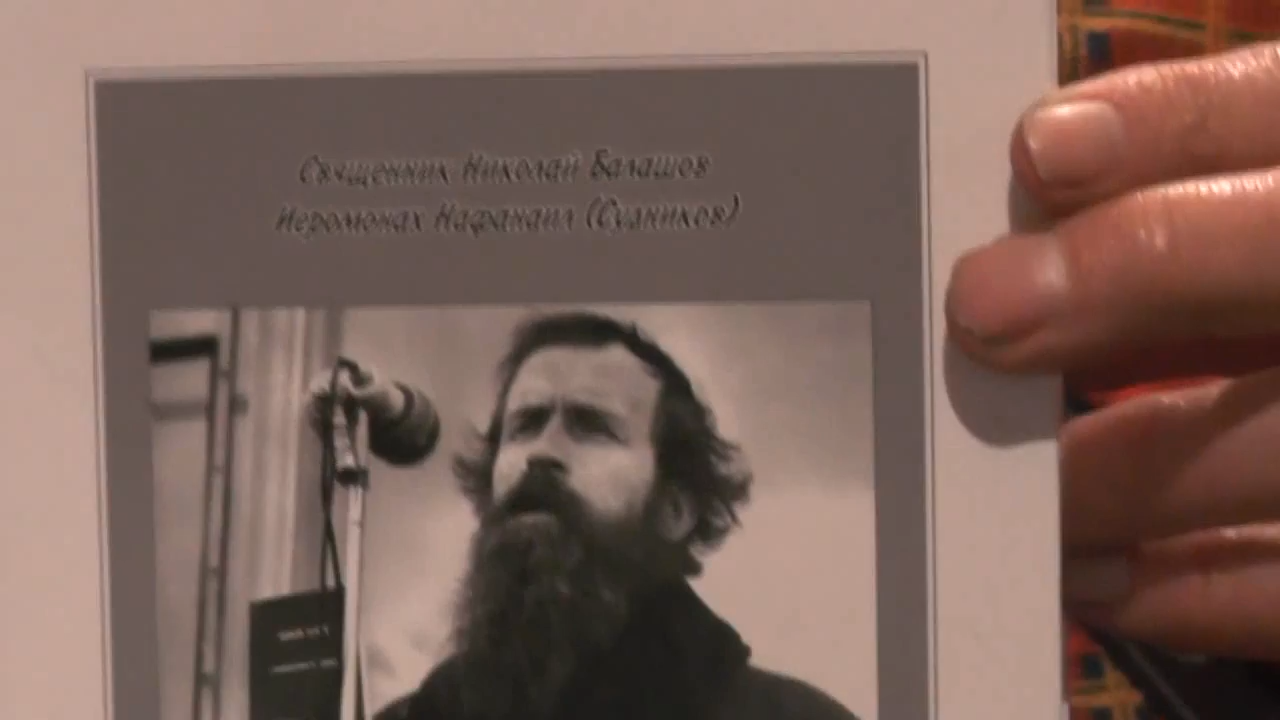 Священник Николай Балашов
Иеромонах Нафанаил (Судников)